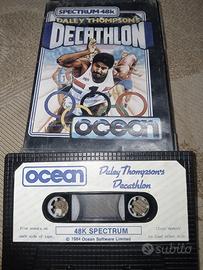 SPECTRUM 48K
DALEY THOMPSON'S
DECATHLON
ocean
ocean
Daley Thompson's
Decathlon
48K SPECTRUM
© 1984 Ocean Software Limited
subito